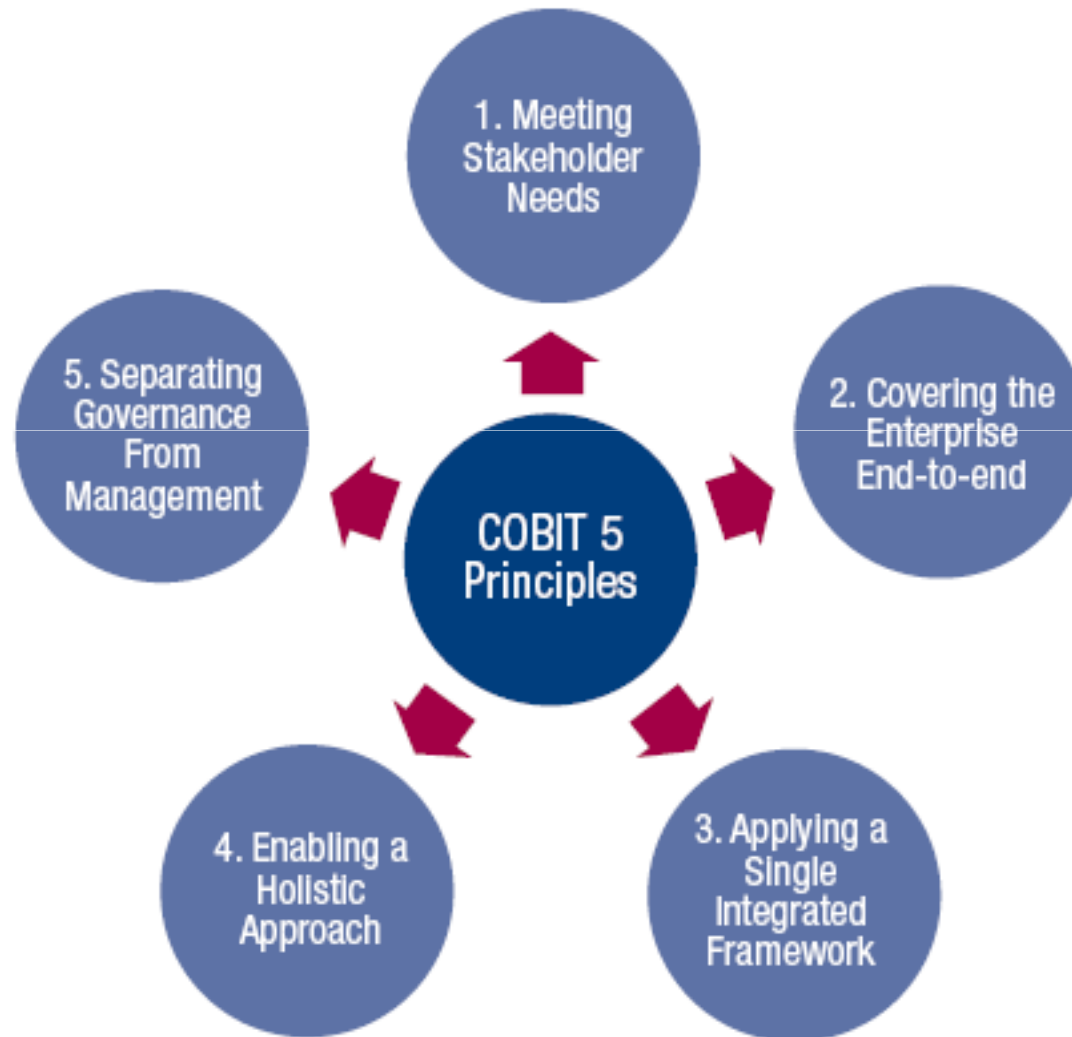 1. Meeting
Stakeholder
Needs
2. Covering the
Enterprise
End-to-end
3. Applying a
Single
Integrated
Framework
4. Enabling a
Holistic
Approach
5. Separating
Governance
From
Management
COBIT 5
Principles